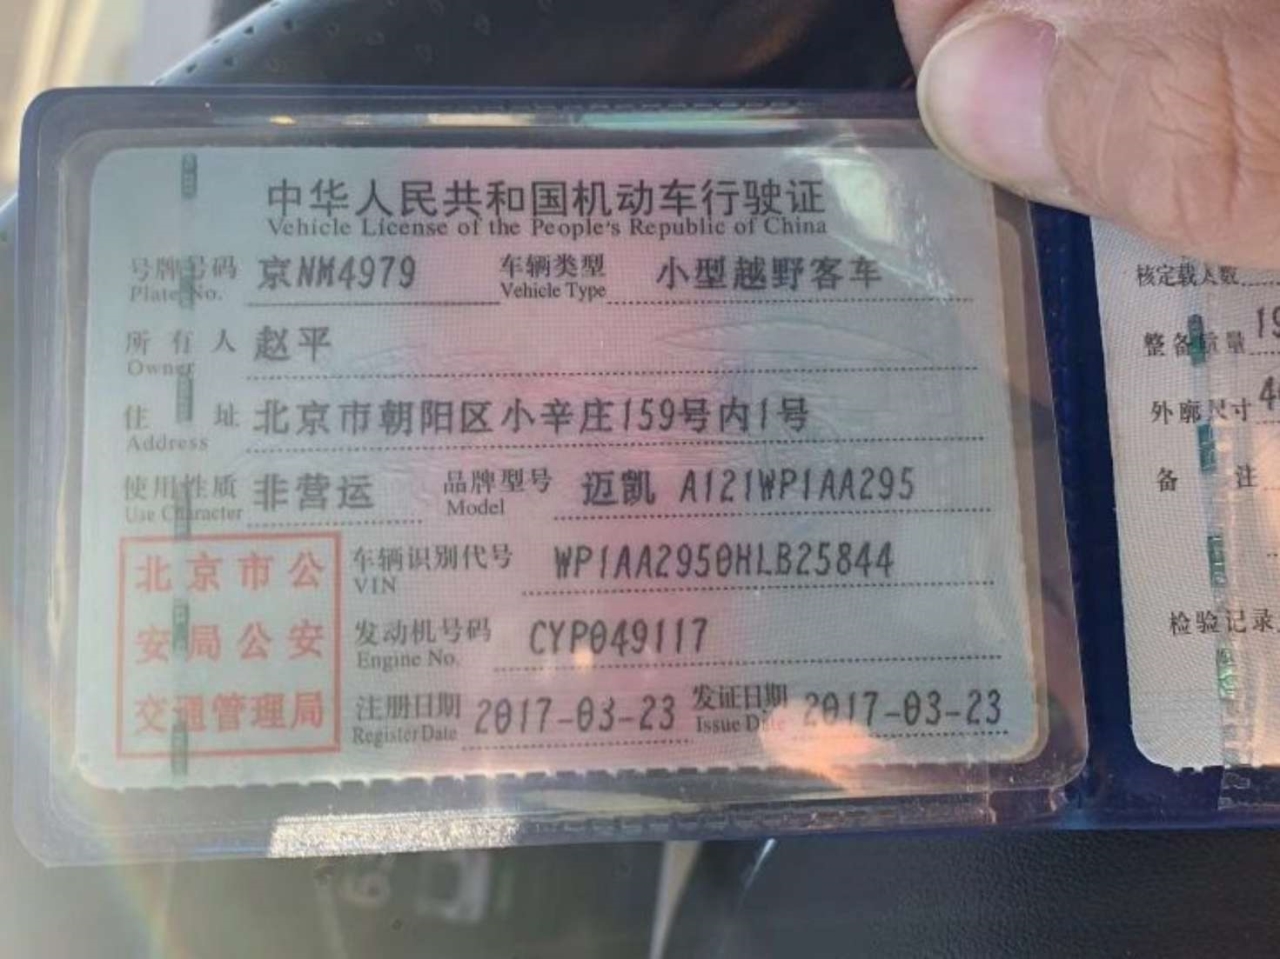 中华人民共和国机动车行驶证
Vehicle License of the People's Republic of China
号牌号码 京NM4979 车辆类型 小型越野客车
Plate No. Vehicle Type
所有人 赵平
Owner
住址 北京市朝阳区小辛庄159号内1号
Address
使用性质 非营运 品牌型号 迈凯 A121WP1AA295
Use Character Model
车辆识别代号 WP1AA2950HLB25844
VIN
发动机号码 CYP049117
Engine No.
注册日期 2017-03-23 发证日期 2017-03-23
Register Date Issue Date
北京市公
安局公安
交通管理局
核定载人数
整备质量 19
外廓尺寸 4
备注
检验记录